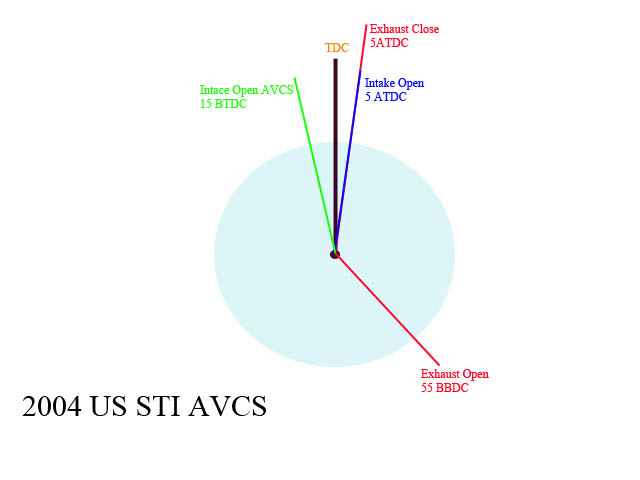 Exhaust Close
5ATDC
TDC
Intake Open
5 ATDC
Intace Open AVCS
15 BTDC
Exhaust Open
55 BBDC
2004 US STI AVCS